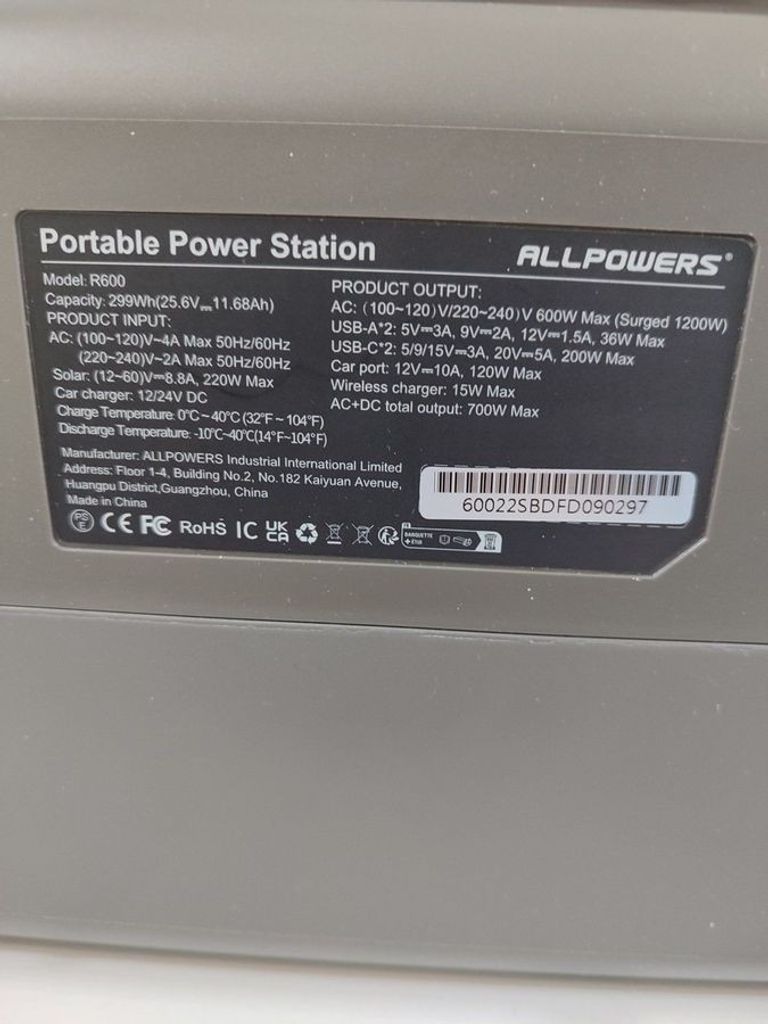 Portable Power Station
ALLPOWERS®
Model: R600
Capacity: 299Wh(25.6V⎓11.68Ah)
PRODUCT INPUT:
AC: (100~120)V~4A Max 50Hz/60Hz
(220~240)V~2A Max 50Hz/60Hz
Solar: (12~60)V⎓8.8A, 220W Max
Car charger: 12/24V DC
Charge Temperature: 0°C~40°C (32°F~104°F)
Discharge Temperature: -10°C~40°C(14°F~104°F)
PRODUCT OUTPUT:
AC: (100~120)V/220~240)V 600W Max (Surged 1200W)
USB-A*2: 5V⎓3A, 9V⎓2A, 12V⎓1.5A, 36W Max
USB-C*2: 5/9/15V⎓3A, 20V⎓5A, 200W Max
Car port: 12V⎓10A, 120W Max
Wireless charger: 15W Max
AC+DC total output: 700W Max
Manufacturer: ALLPOWERS Industrial International Limited
Address: Floor 1-4, Building No.2, No.182 Kaiyuan Avenue,
Huangpu District,Guangzhou, China
Made in China
60022SBDFD090297
PS E CE FC RoHS IC UK CA FR BANQUETTE + ÉTUI